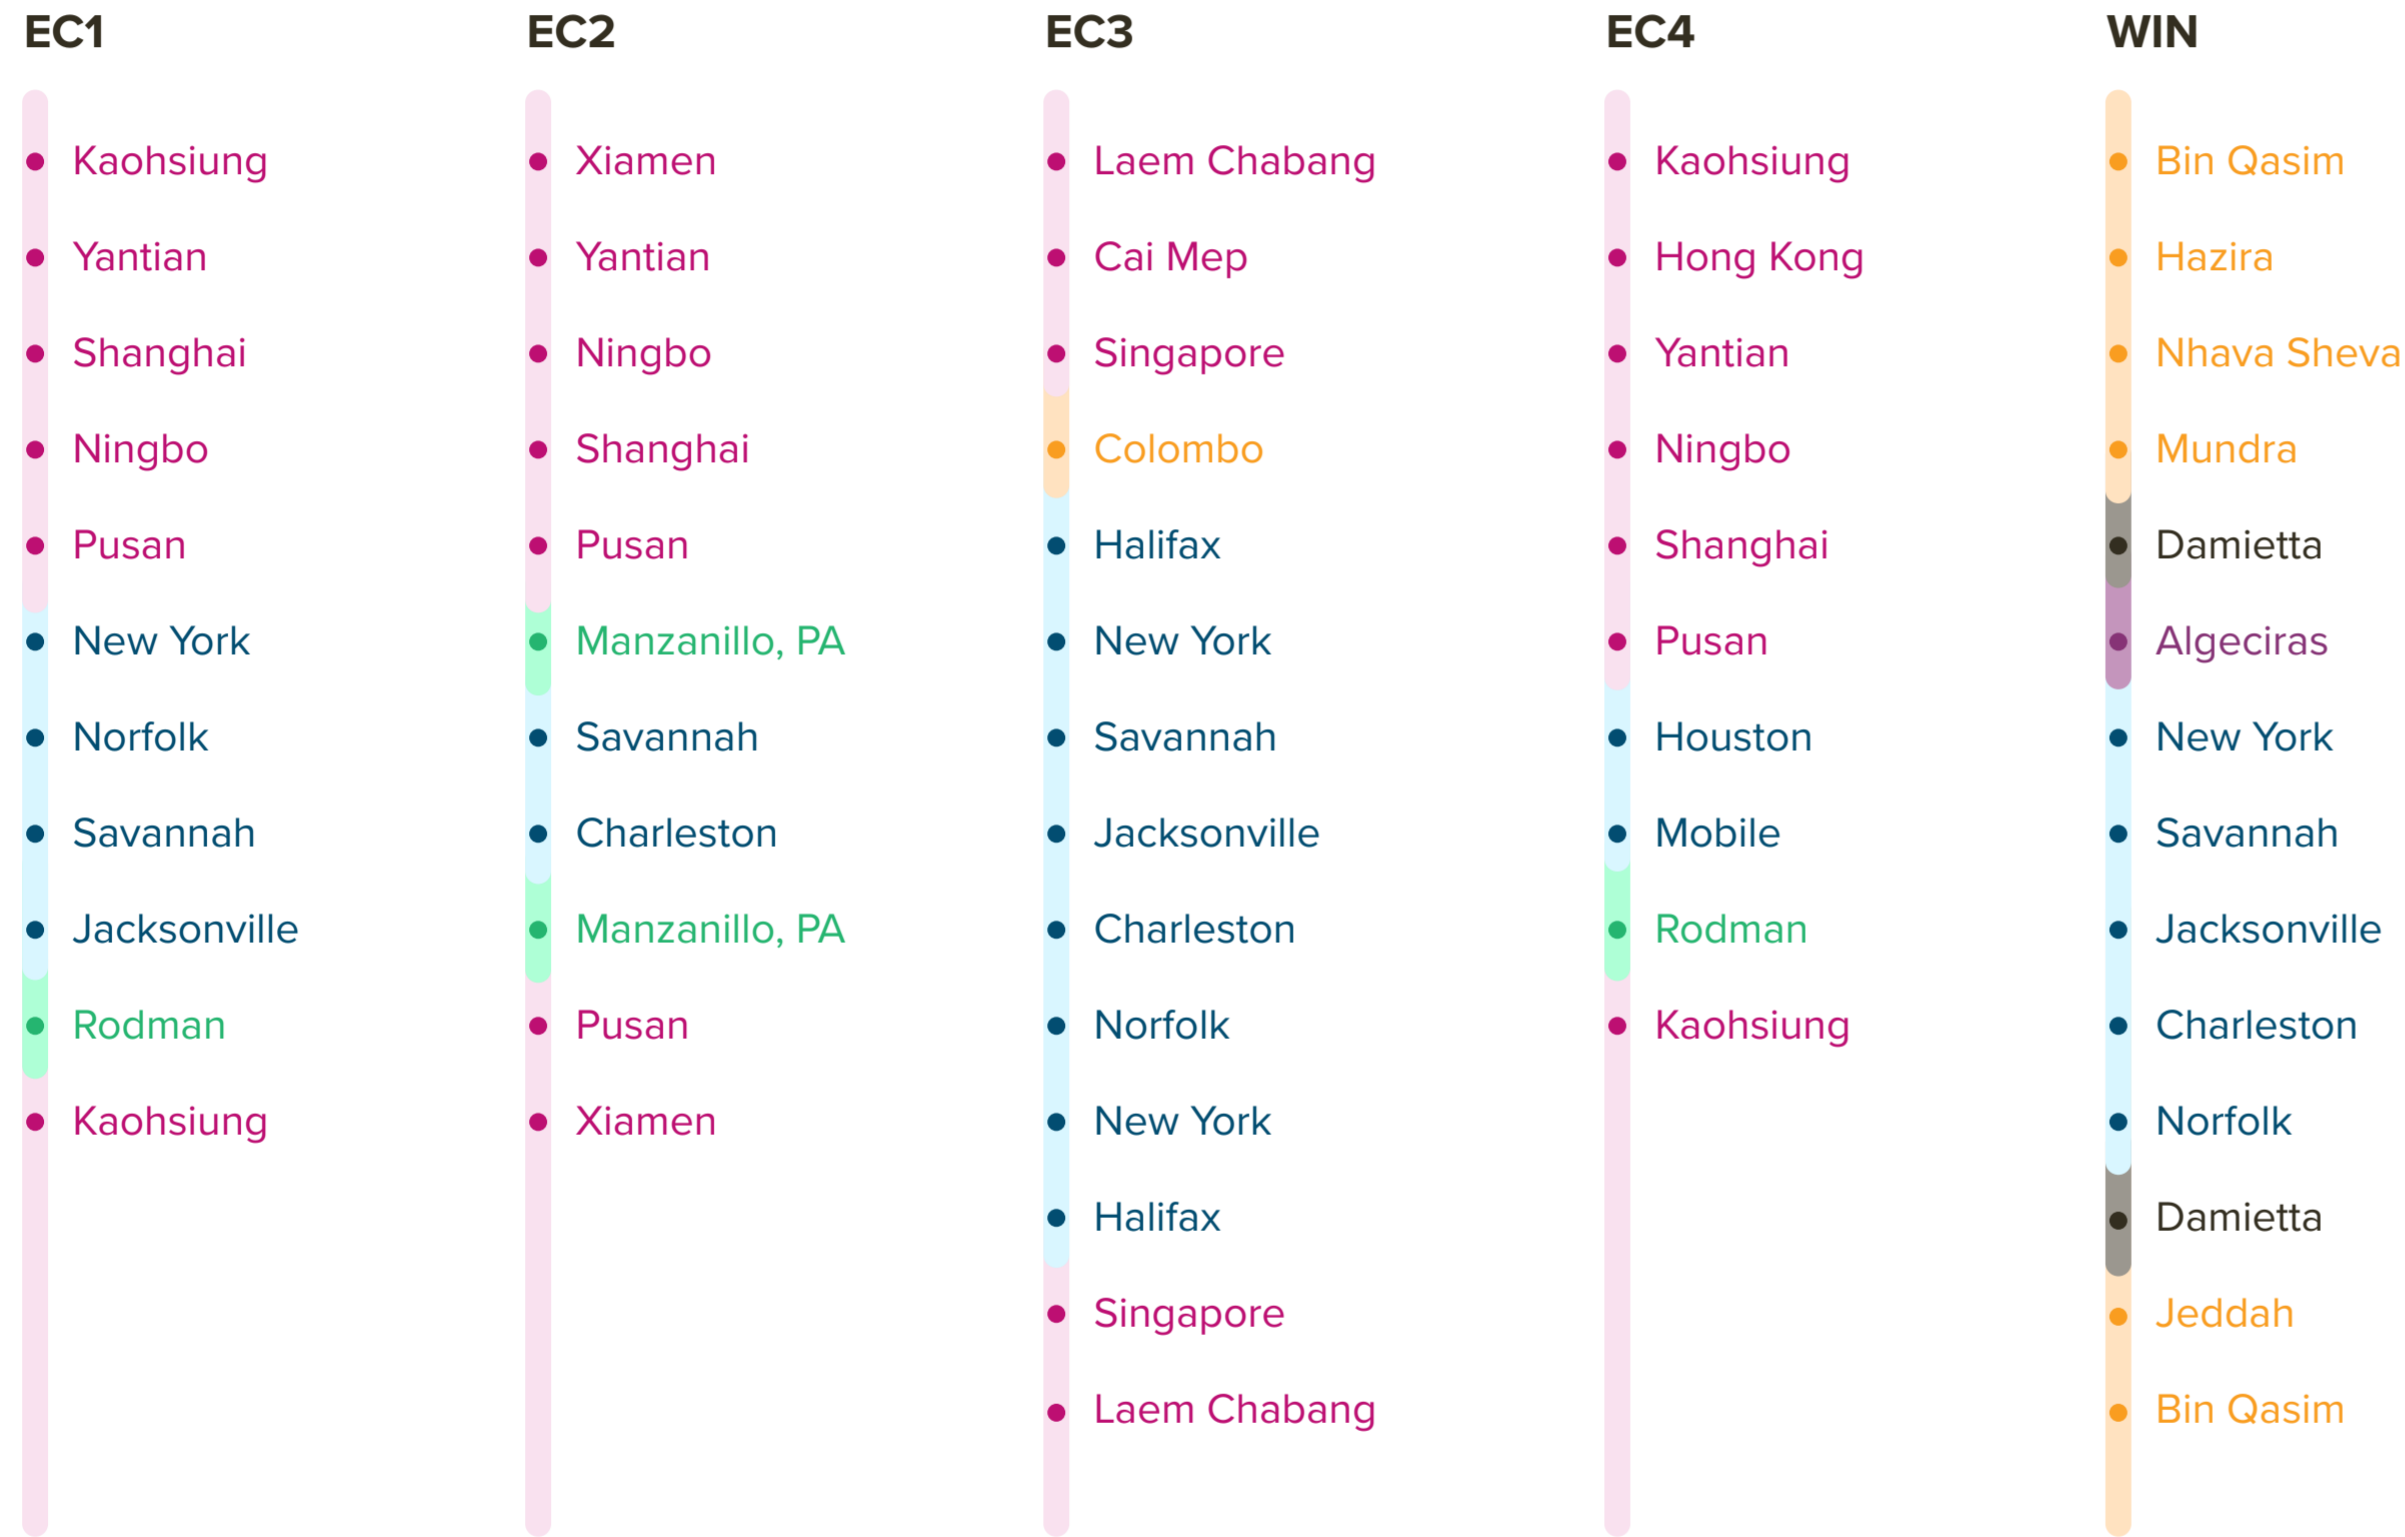 EC1
Kaohsiung
Yantian
Shanghai
Ningbo
Pusan
New York
Norfolk
Savannah
Jacksonville
Rodman
Kaohsiung
EC2
Xiamen
Yantian
Ningbo
Shanghai
Pusan
Manzanillo, PA
Savannah
Charleston
Manzanillo, PA
Pusan
Xiamen
EC3
Laem Chabang
Cai Mep
Singapore
Colombo
Halifax
New York
Savannah
Jacksonville
Charleston
Norfolk
New York
Halifax
Singapore
Laem Chabang
EC4
Kaohsiung
Hong Kong
Yantian
Ningbo
Shanghai
Pusan
Houston
Mobile
Rodman
Kaohsiung
WIN
Bin Qasim
Hazira
Nhava Sheva
Mundra
Damietta
Algeciras
New York
Savannah
Jacksonville
Charleston
Norfolk
Damietta
Jeddah
Bin Qasim